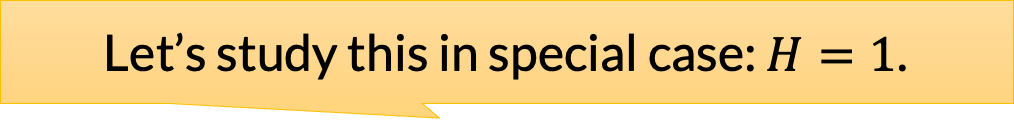 Let’s study this in special case: H = 1.